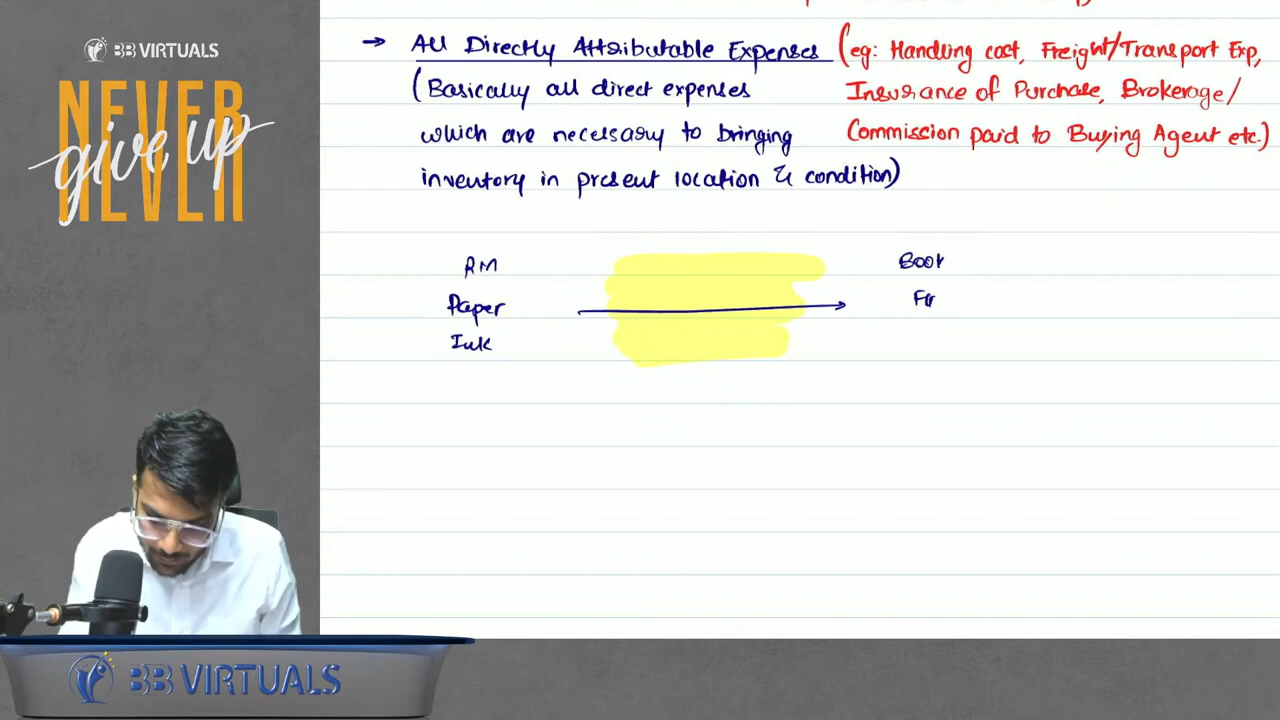 BB VIRTUALS
NEVER
give up
NEVER
→ All Directly Attributable Expenses (eg: Handling cost, Freight/Transport Exp,
(Basically all direct expenses Insurance of Purchase, Brokerage/
which are necessary to bringing Commission paid to Buying Agent etc.)
inventory in present location & condition)
RM Book
Paper
Ink
BB VIRTUALS